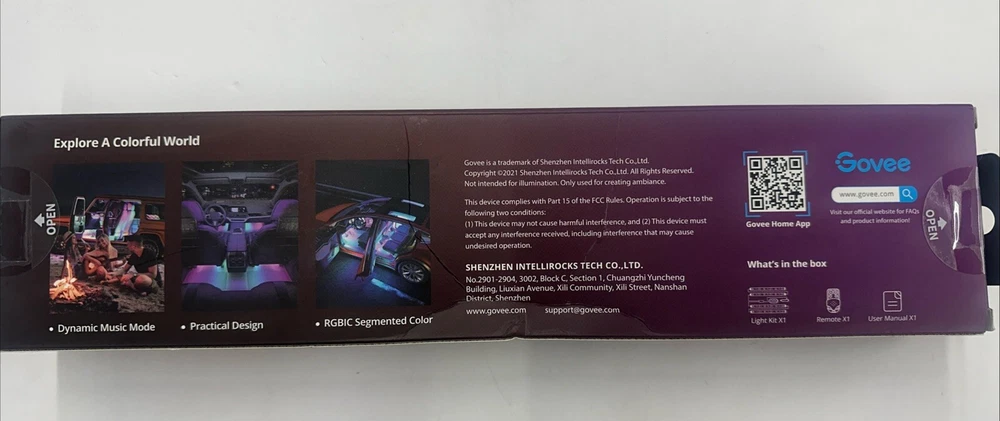 Explore A Colorful World
OPEN
• Dynamic Music Mode
• Practical Design
• RGBIC Segmented Color
Govee is a trademark of Shenzhen Intellirocks Tech Co.,Ltd.
Copyright ©2021 Shenzhen Intellirocks Tech Co.,Ltd. All Rights Reserved.
Not intended for illumination. Only used for creating ambiance.
This device complies with Part 15 of the FCC Rules. Operation is subject to the
following two conditions:
(1) This device may not cause harmful interference, and (2) This device must
accept any interference received, including interference that may cause
undesired operation.
SHENZHEN INTELLIROCKS TECH CO.,LTD.
No.2901-2904, 3002, Block C, Section 1, Chuangzhi Yuncheng
Building, Liuxian Avenue, Xili Community, Xili Street, Nanshan
District, Shenzhen
www.govee.com support@govee.com
Govee Home App
Govee
www.govee.com
Visit our official website for FAQs
and product information!
OPEN
What's in the box
Light Kit X1
Remote X1
User Manual X1